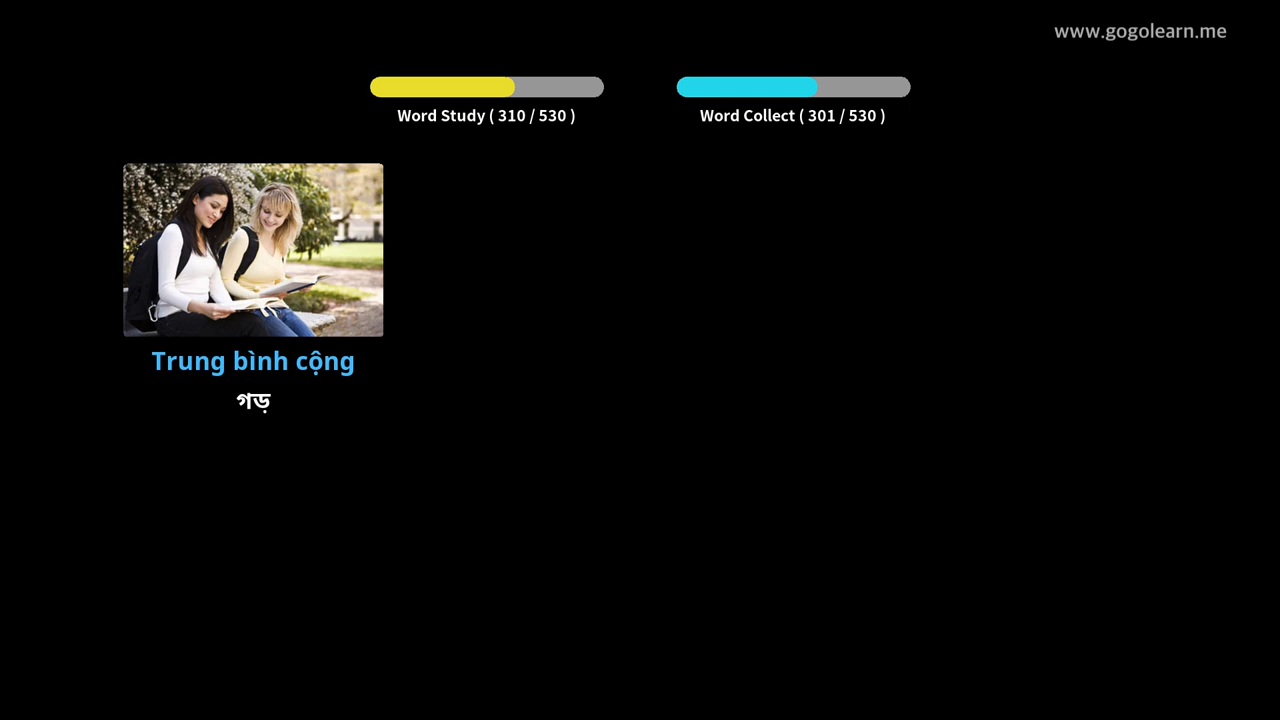 www.gogolearn.me
Word Study ( 310 / 530 )
Word Collect ( 301 / 530 )
Trung bình cộng
গড়